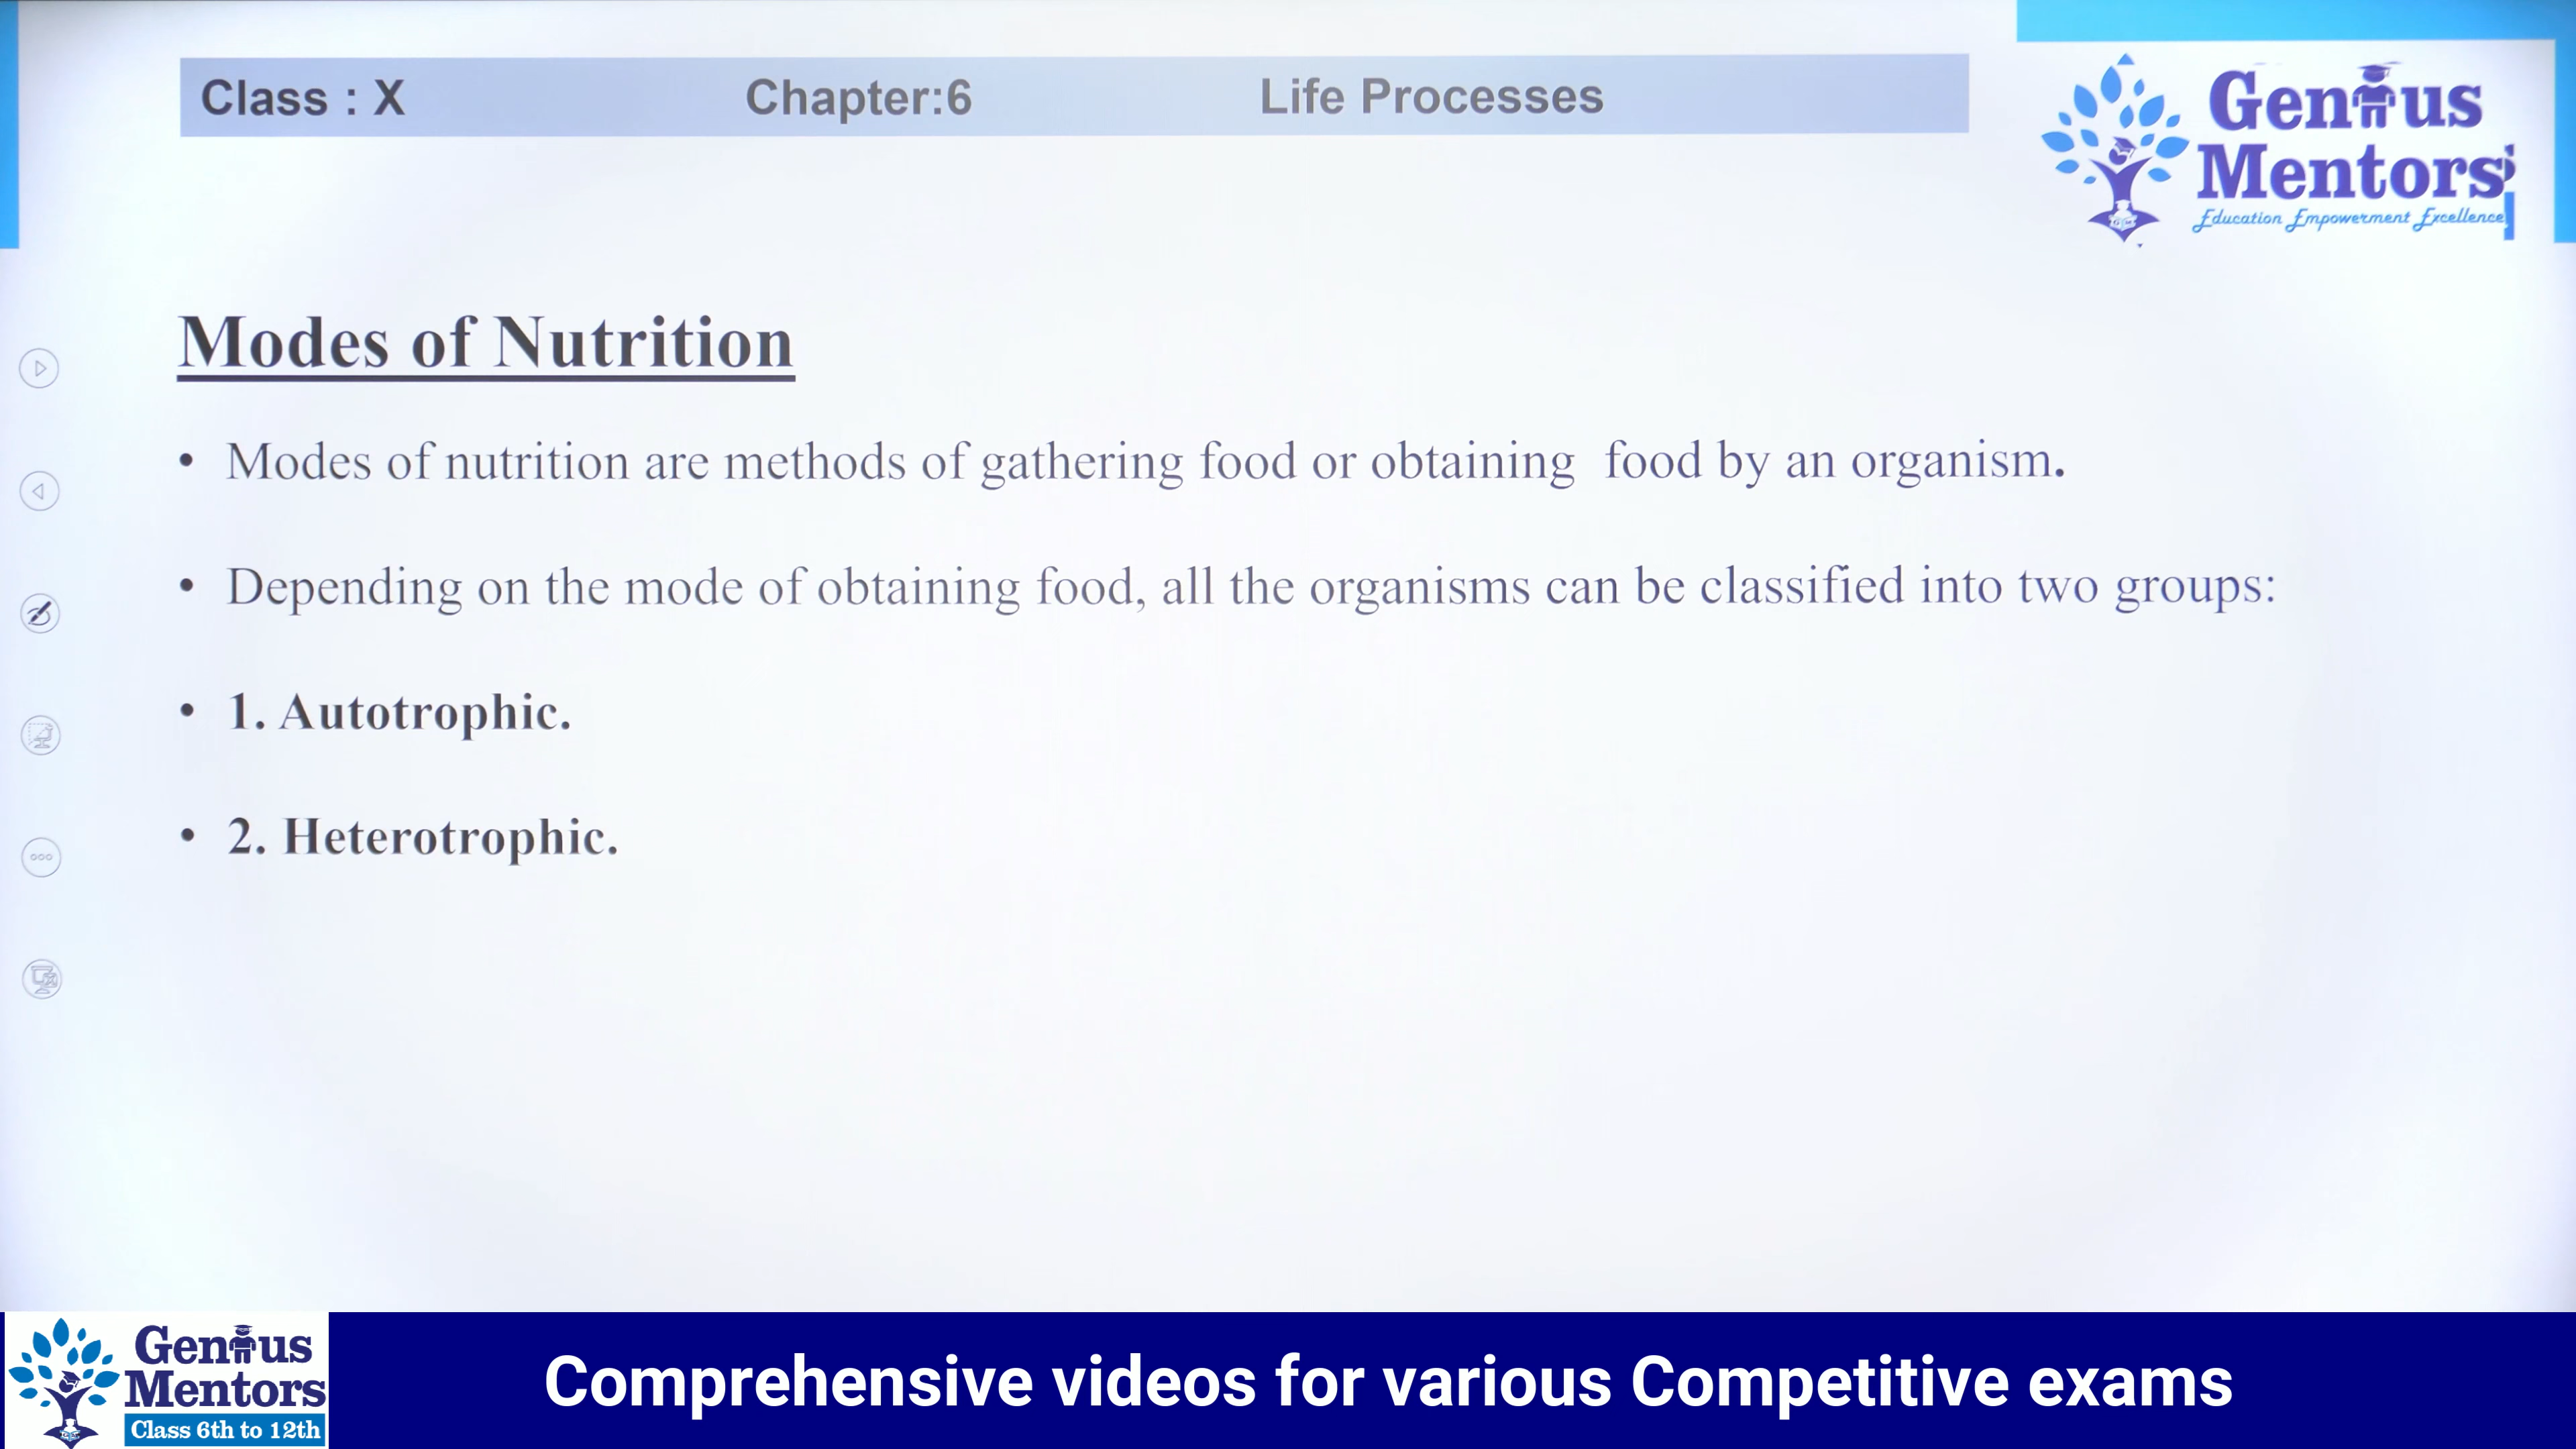 Class : X Chapter:6 Life Processes
Genius
Mentors
Education Empowerment Excellence
Modes of Nutrition
• Modes of nutrition are methods of gathering food or obtaining food by an organism.
• Depending on the mode of obtaining food, all the organisms can be classified into two groups:
• 1. Autotrophic.
• 2. Heterotrophic.
Genius
Mentors
Class 6th to 12th
Comprehensive videos for various Competitive exams